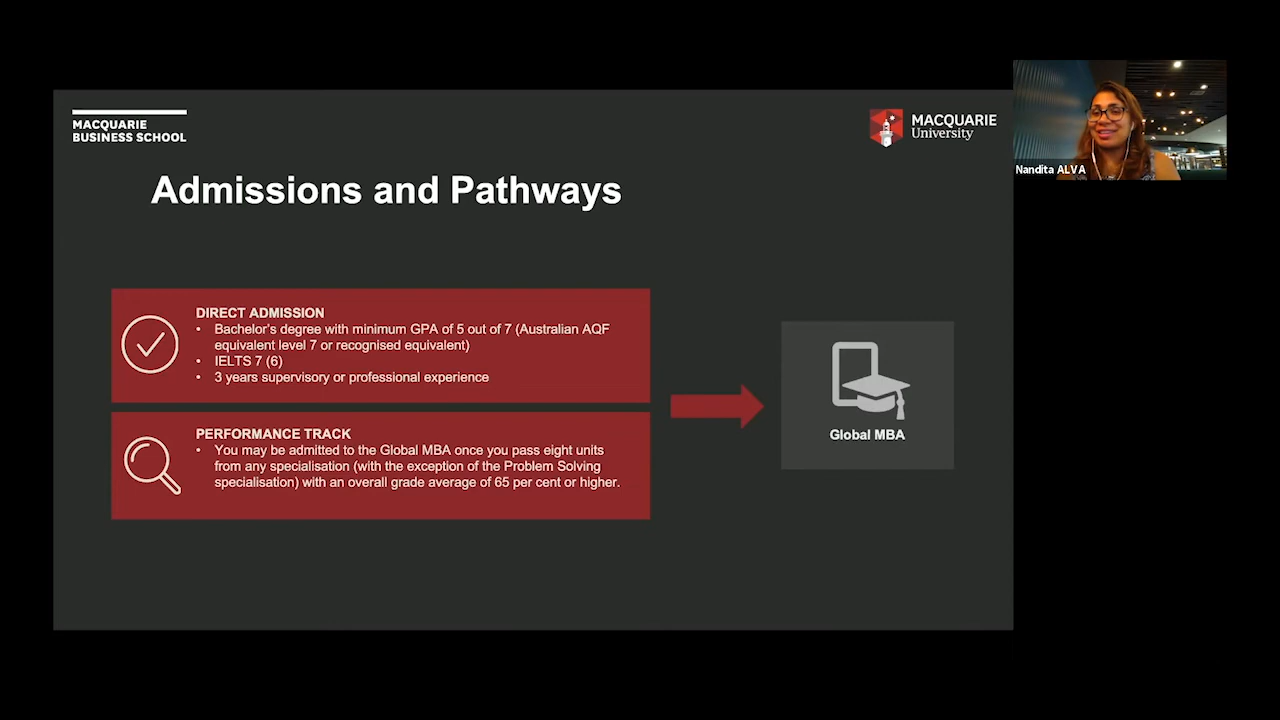 MACQUARIE
BUSINESS SCHOOL
MACQUARIE
University
Nandita ALVA
Admissions and Pathways
DIRECT ADMISSION
• Bachelor's degree with minimum GPA of 5 out of 7 (Australian AQF
equivalent level 7 or recognised equivalent)
• IELTS 7 (6)
• 3 years supervisory or professional experience
PERFORMANCE TRACK
• You may be admitted to the Global MBA once you pass eight units
from any specialisation (with the exception of the Problem Solving
specialisation) with an overall grade average of 65 per cent or higher.
Global MBA